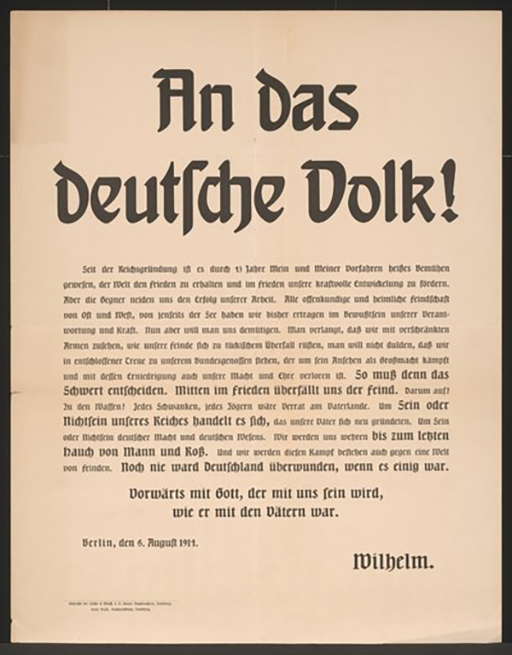 An das
deutsche Volk!
Seit der Reichsgründung ist es durch 43 Jahre Mein und Meiner Vorfahren heißes Bemühen
gewesen, der Welt den Frieden zu erhalten und im Frieden unsere kraftvolle Entwickelung zu fördern.
Aber die Gegner neiden uns den Erfolg unserer Arbeit. Alle offenkundige und heimliche Feindschaft
von Ost und West, von jenseits der See haben wir bisher ertragen im Bewußtsein unserer Verant-
wortung und Kraft. Nun aber will man uns demütigen. Man verlangt, daß wir mit verschränkten
Armen zusehen, wie unsere Feinde sich zu tückischem Überfall rüsten, man will nicht dulden, daß wir
in entschlossener Treue zu unserem Bundesgenossen stehen, der um sein Ansehen als Großmacht kämpft
und mit dessen Erniedrigung auch unsere Macht und Ehre verloren ist. So muß denn das
Schwert entscheiden. Mitten im Frieden überfällt uns der Feind. Darum auf!
Zu den Waffen! Jedes Schwanken, jedes Zögern wäre Verrat am Vaterlande. Um Sein oder
Nichtsein unseres Reiches handelt es sich, das unsere Väter sich neu gründeten. Um Sein
oder Nichtsein deutscher Macht und deutschen Wesens. Wir werden uns wehren bis zum letzten
Hauch von Mann und Roß. Und wir werden diesen Kampf bestehen auch gegen eine Welt
von Feinden. Noch nie ward Deutschland überwunden, wenn es einig war.
Vorwärts mit Gott, der mit uns sein wird,
wie er mit den Vätern war.
Berlin, den 6. August 1914.
Wilhelm.